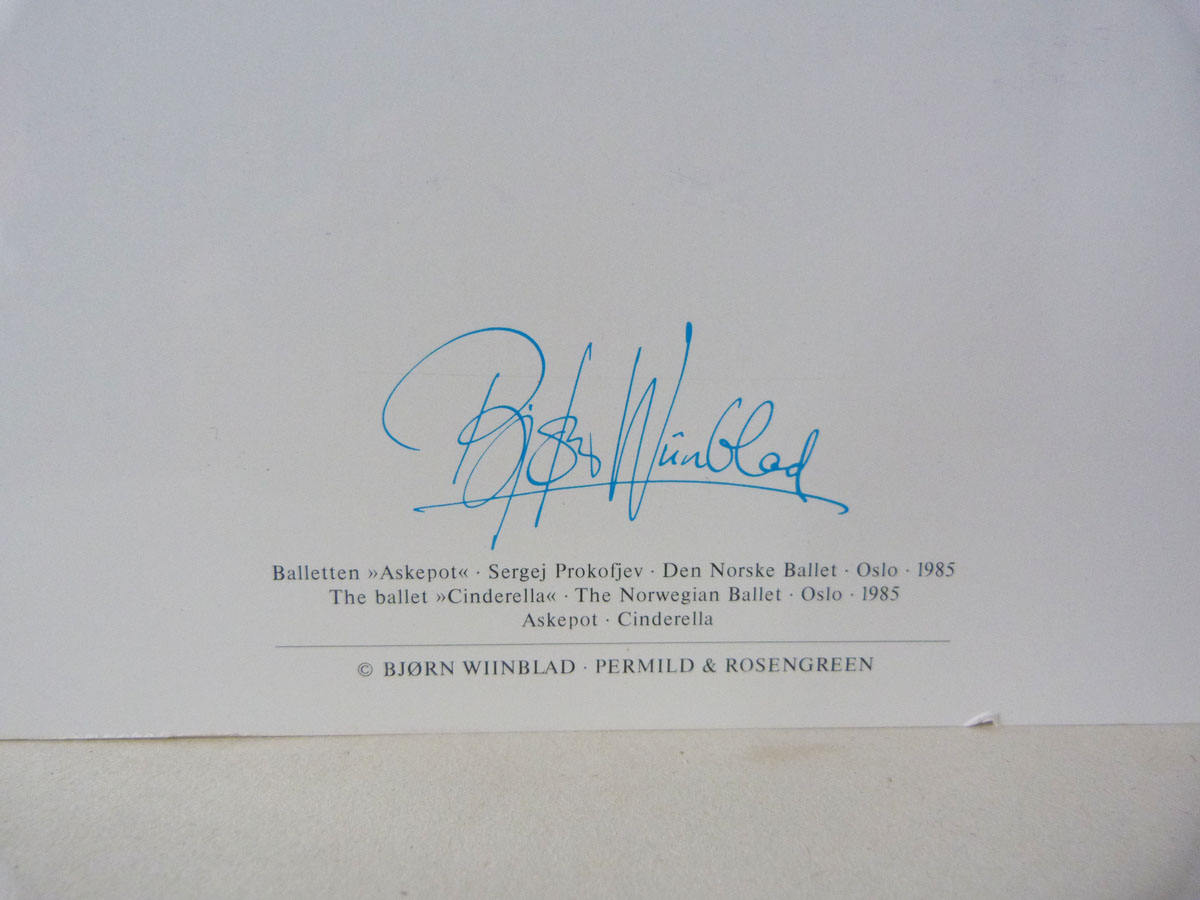 Bjørn Wiinblad
Balletten »Askepot« · Sergej Prokofjev · Den Norske Ballet · Oslo · 1985
The ballet »Cinderella« · The Norwegian Ballet · Oslo · 1985
Askepot · Cinderella
© BJØRN WIINBLAD · PERMILD & ROSENGREEN